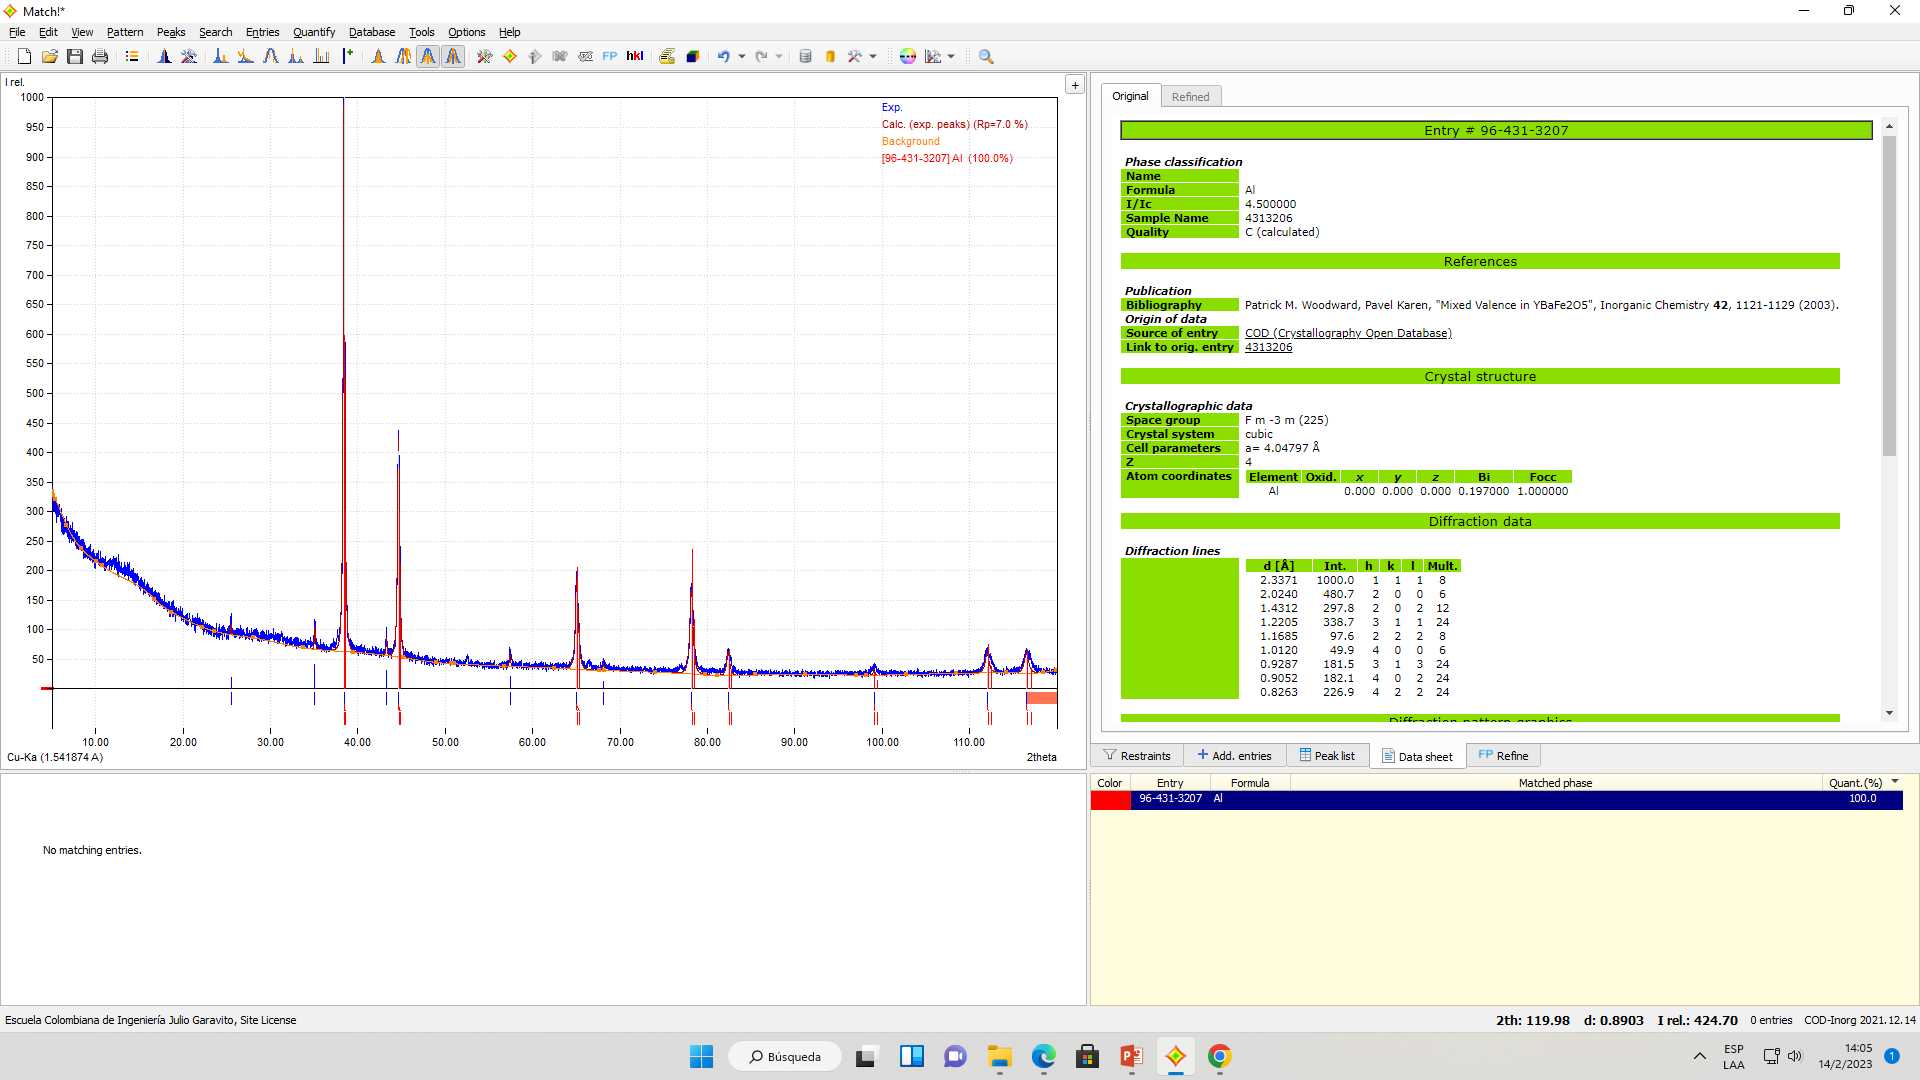 Match!*
File Edit View Pattern Peaks Search Entries Quantify Database Tools Options Help
FP hkl
I rel.
+
1000
950
900
850
800
750
700
650
600
550
500
450
400
350
300
250
200
150
100
50
Exp.
Calc. (exp. peaks) (Rp=7.0 %)
Background
[96-431-3207] Al (100.0%)
10.00 20.00 30.00 40.00 50.00 60.00 70.00 80.00 90.00 100.00 110.00
Cu-Ka (1.541874 A) 2theta
Original Refined
Entry # 96-431-3207
Phase classification
Name
Formula Al
I/Ic 4.500000
Sample Name 4313206
Quality C (calculated)
References
Publication
Bibliography Patrick M. Woodward, Pavel Karen, "Mixed Valence in YBaFe2O5", Inorganic Chemistry 42, 1121-1129 (2003).
Origin of data
Source of entry COD (Crystallography Open Database)
Link to orig. entry 4313206
Crystal structure
Crystallographic data
Space group F m -3 m (225)
Crystal system cubic
Cell parameters a= 4.04797 Å
Z 4
Atom coordinates Element Oxid. x y z Bi Focc
Al 0.000 0.000 0.000 0.197000 1.000000
Diffraction data
Diffraction lines
d [Å] Int. h k l Mult.
2.3371 1000.0 1 1 1 8
2.0240 480.7 2 0 0 6
1.4312 297.8 2 0 2 12
1.2205 338.7 3 1 1 24
1.1685 97.6 2 2 2 8
1.0120 49.9 4 0 0 6
0.9287 181.5 3 1 3 24
0.9052 182.1 4 0 2 24
0.8263 226.9 4 2 2 24
Diffraction pattern graphics
Restraints Add. entries Peak list Data sheet FP Refine
Color Entry Formula Matched phase Quant.(%)
96-431-3207 Al 100.0
No matching entries.
Escuela Colombiana de Ingeniería Julio Garavito, Site License
2th: 119.98 d: 0.8903 I rel.: 424.70 0 entries COD-Inorg 2021.12.14
Búsqueda
ESP
LAA
14:05
14/2/2023
1